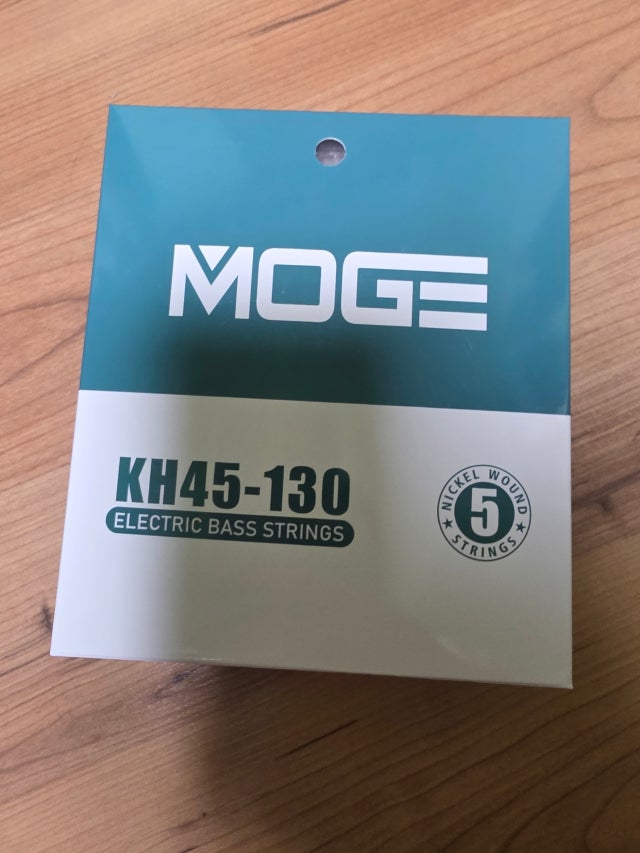 MOGE
KH45-130
ELECTRIC BASS STRINGS
NICKEL WOUND
5
STRINGS